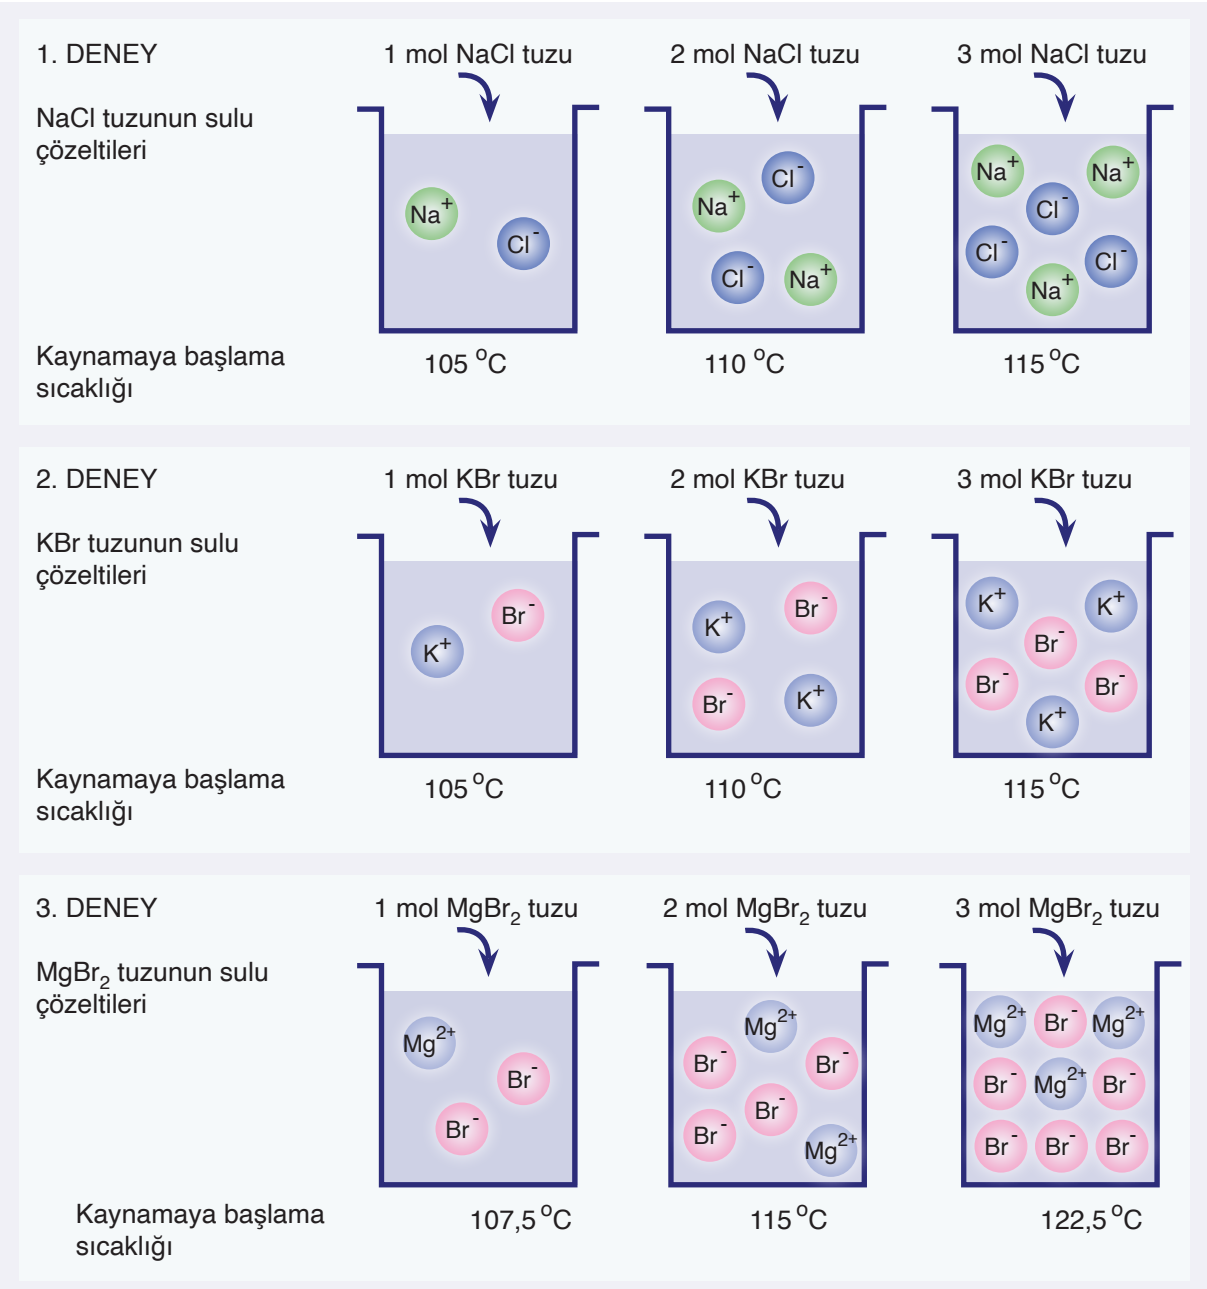 1. DENEY
1 mol NaCl tuzu
2 mol NaCl tuzu
3 mol NaCl tuzu
NaCl tuzunun sulu
çözeltileri
Na⁺
Cl⁻
Na⁺
Cl⁻
Cl⁻
Na⁺
Na⁺
Na⁺
Cl⁻
Cl⁻
Cl⁻
Na⁺
Kaynamaya başlama
sıcaklığı
105 °C
110 °C
115 °C
2. DENEY
1 mol KBr tuzu
2 mol KBr tuzu
3 mol KBr tuzu
KBr tuzunun sulu
çözeltileri
K⁺
Br⁻
K⁺
Br⁻
Br⁻
K⁺
K⁺
K⁺
Br⁻
Br⁻
Br⁻
K⁺
Kaynamaya başlama
sıcaklığı
105 °C
110 °C
115 °C
3. DENEY
1 mol MgBr₂ tuzu
2 mol MgBr₂ tuzu
3 mol MgBr₂ tuzu
MgBr₂ tuzunun sulu
çözeltileri
Mg²⁺
Br⁻
Br⁻
Mg²⁺
Br⁻
Br⁻
Br⁻
Br⁻
Mg²⁺
Mg²⁺ Br⁻ Mg²⁺
Br⁻ Mg²⁺ Br⁻
Br⁻ Br⁻ Br⁻
Kaynamaya başlama
sıcaklığı
107,5 °C
115 °C
122,5 °C